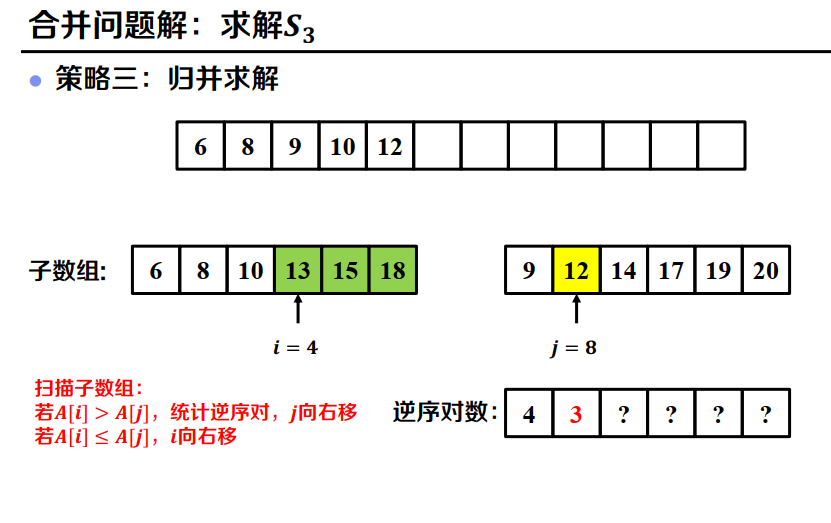 合并问题解：求解S₃
策略三：归并求解
6 8 9 10 12
子数组: 6 8 10 13 15 18 9 12 14 17 19 20
i = 4 j = 8
扫描子数组：
若A[i] > A[j]，统计逆序对，j向右移
若A[i] ≤ A[j]，i向右移
逆序对数： 4 3 ? ? ? ?